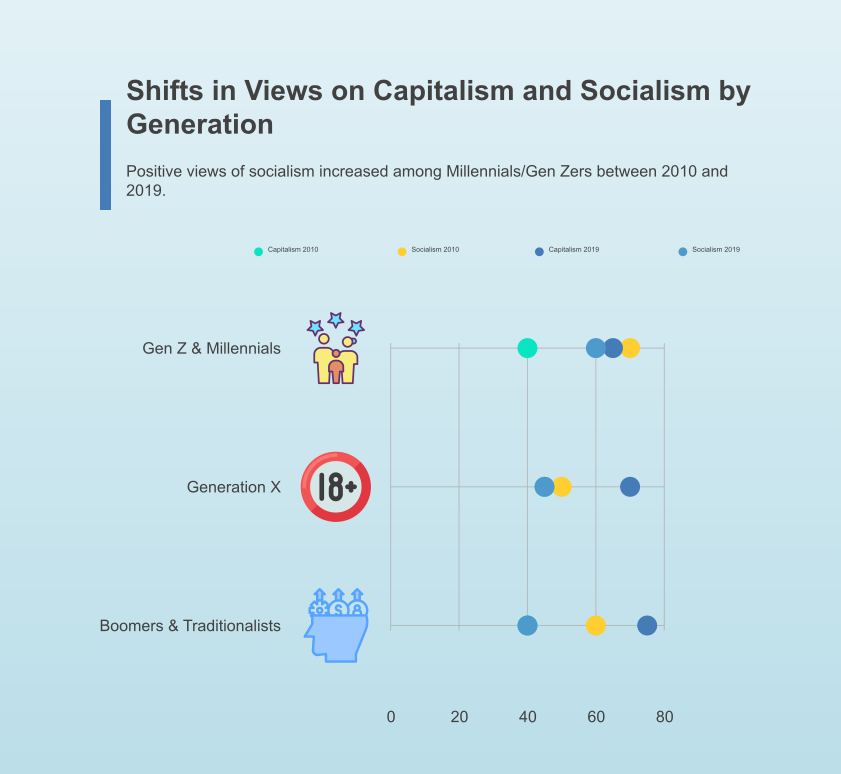 Shifts in Views on Capitalism and Socialism by
Generation
Positive views of socialism increased among Millennials/Gen Zers between 2010 and
2019.
Capitalism 2010
Socialism 2010
Capitalism 2019
Socialism 2019
Gen Z & Millennials
Generation X
18+
Boomers & Traditionalists
0
20
40
60
80